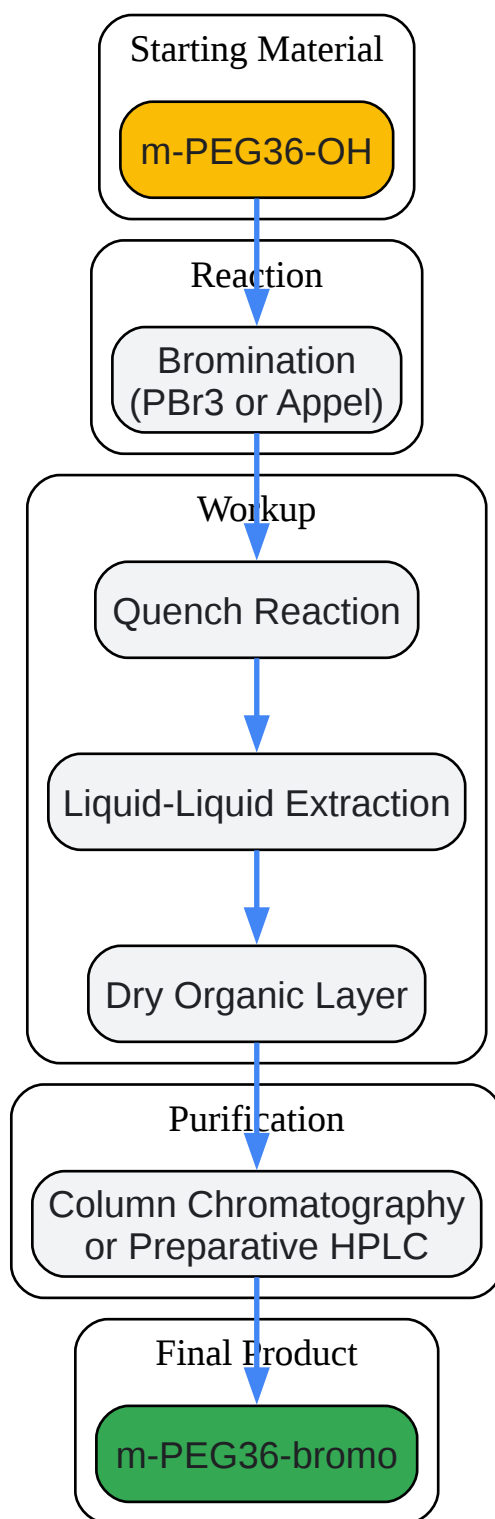 Starting Material
m-PEG36-OH
Reaction
Bromination
(PBr3 or Appel)
Workup
Quench Reaction
Liquid-Liquid Extraction
Dry Organic Layer
Purification
Column Chromatography
or Preparative HPLC
Final Product
m-PEG36-bromo